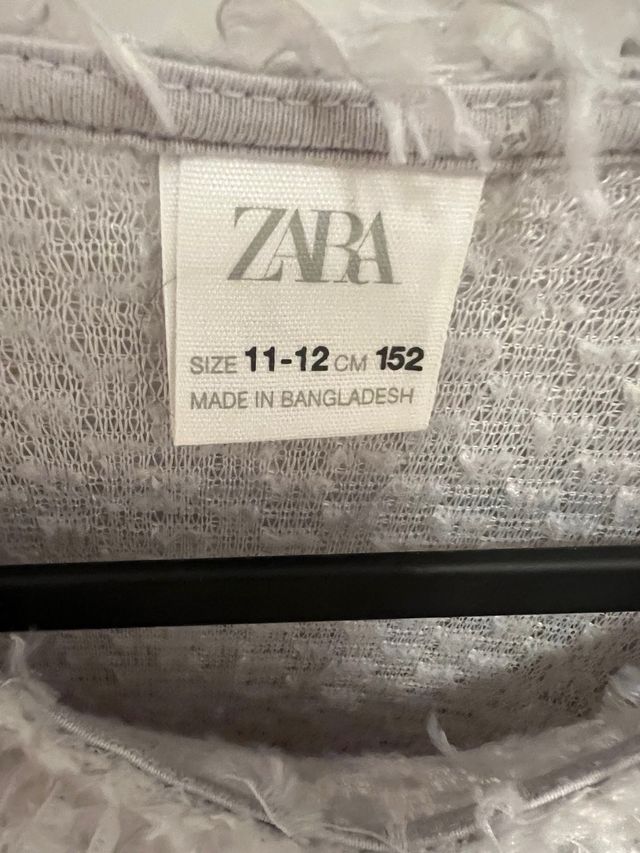 ZARA
SIZE 11-12 CM 152
MADE IN BANGLADESH